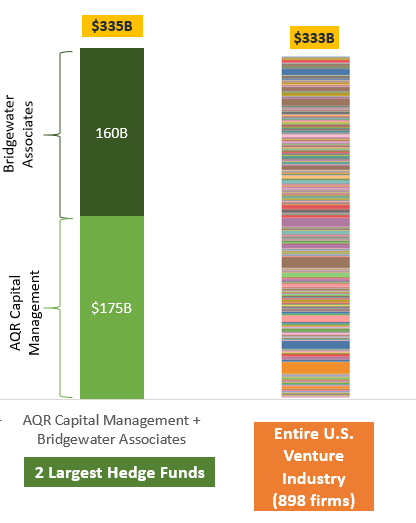 $335B
$333B
Bridgewater
Associates
160B
AQR Capital
Management
$175B
AQR Capital Management +
Bridgewater Associates
2 Largest Hedge Funds
Entire U.S.
Venture
Industry
(898 firms)